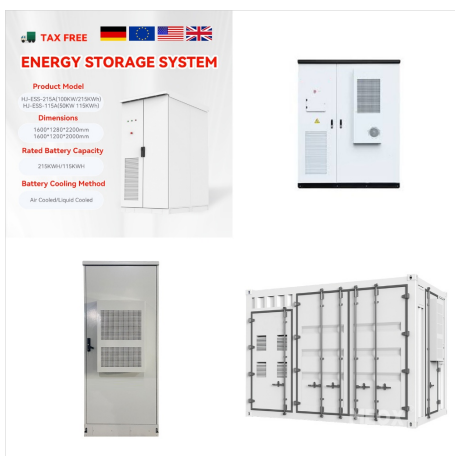 TAX FREE
ENERGY STORAGE SYSTEM
Product Model
HJ-ESS-215A(100KW/215KWh)
HJ-ESS-115A(50KW 115KWh)
Dimensions
1600*1280*2200mm
1600*1200*2000mm
Rated Battery Capacity
215KWH/115KWH
Battery Cooling Method
Air Cooled/Liquid Cooled